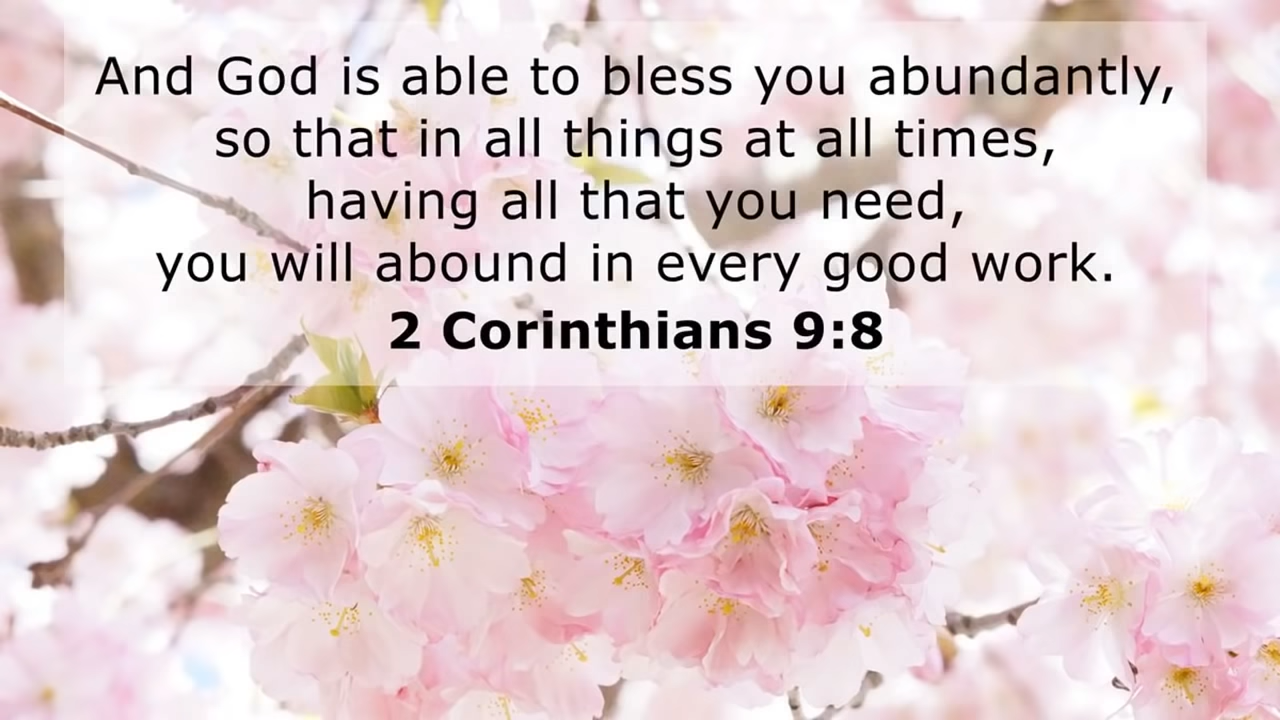 And God is able to bless you abundantly,
so that in all things at all times,
having all that you need,
you will abound in every good work.
2 Corinthians 9:8